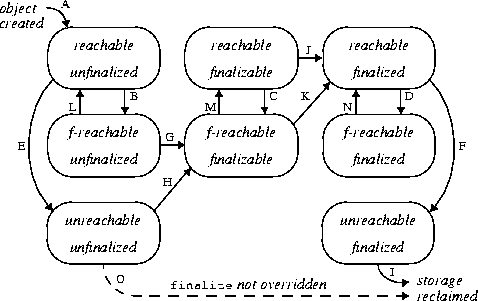 object
created
A
reachable
unfinalized
reachable
finalizable
J
reachable
finalized
L
B
M
C
K
N
D
E
f-reachable
unfinalized
G
f-reachable
finalizable
f-reachable
finalized
F
H
unreachable
unfinalized
unreachable
finalized
O
finalize not overridden
I
storage
reclaimed